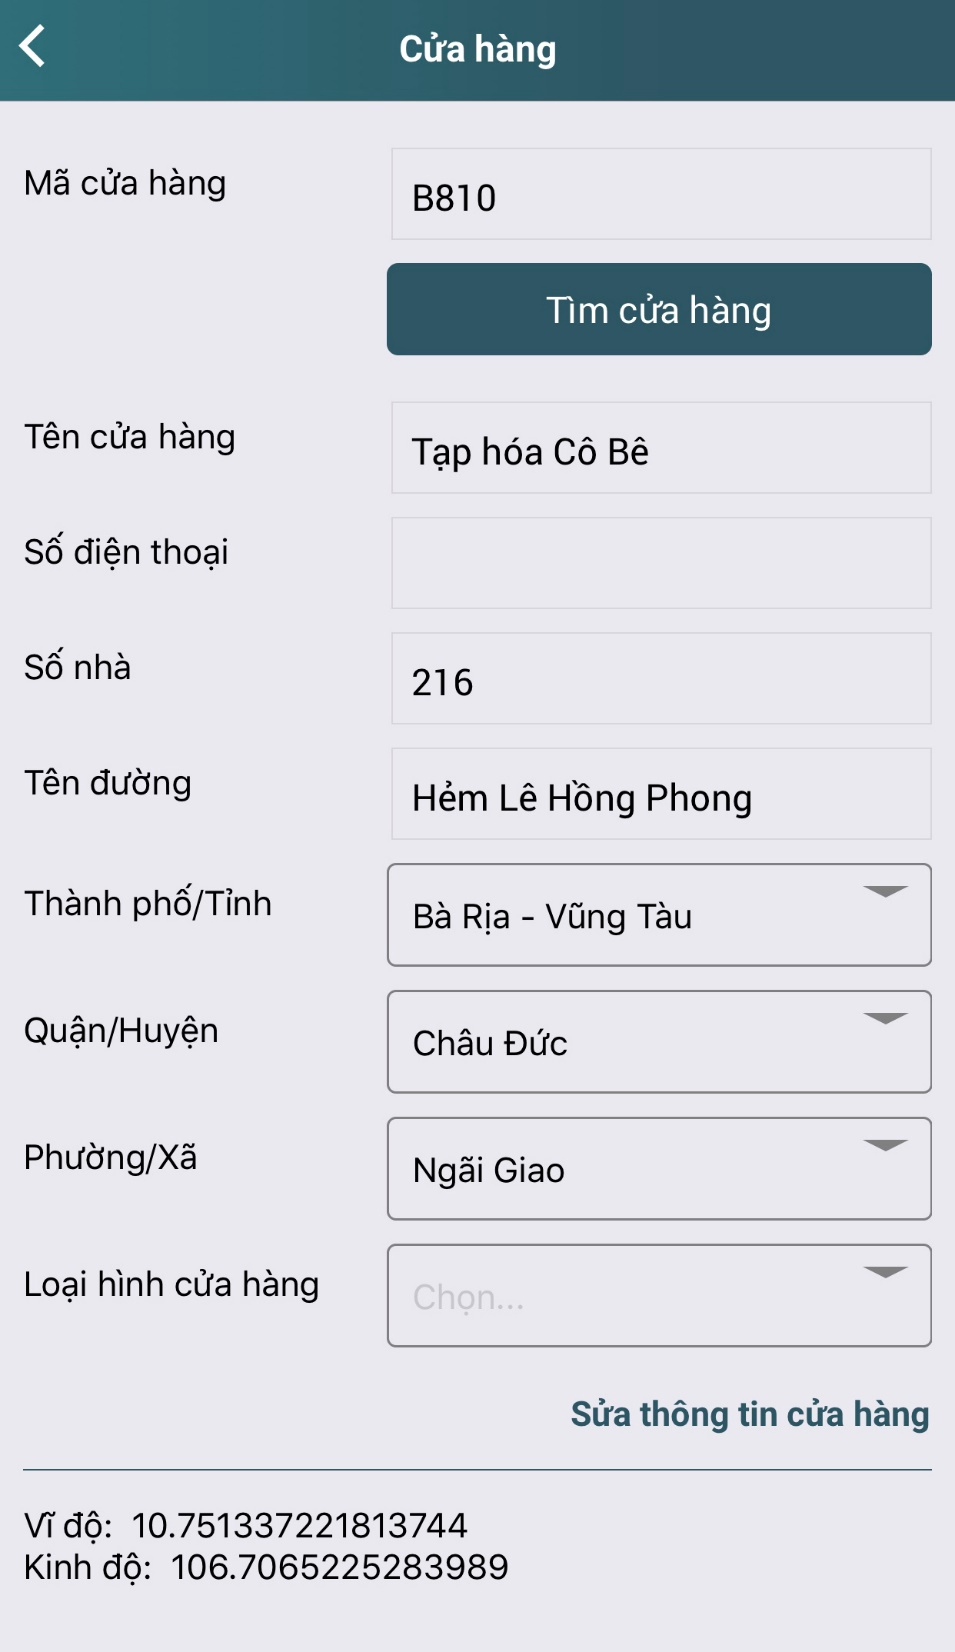 Cửa hàng
Mã cửa hàng
B810
Tìm cửa hàng
Tên cửa hàng
Tạp hóa Cô Bê
Số điện thoại
Số nhà
216
Tên đường
Hẻm Lê Hồng Phong
Thành phố/Tỉnh
Bà Rịa - Vũng Tàu
Quận/Huyện
Châu Đức
Phường/Xã
Ngãi Giao
Loại hình cửa hàng
Chọn...
Sửa thông tin cửa hàng
Vĩ độ: 10.751337221813744
Kinh độ: 106.7065225283989